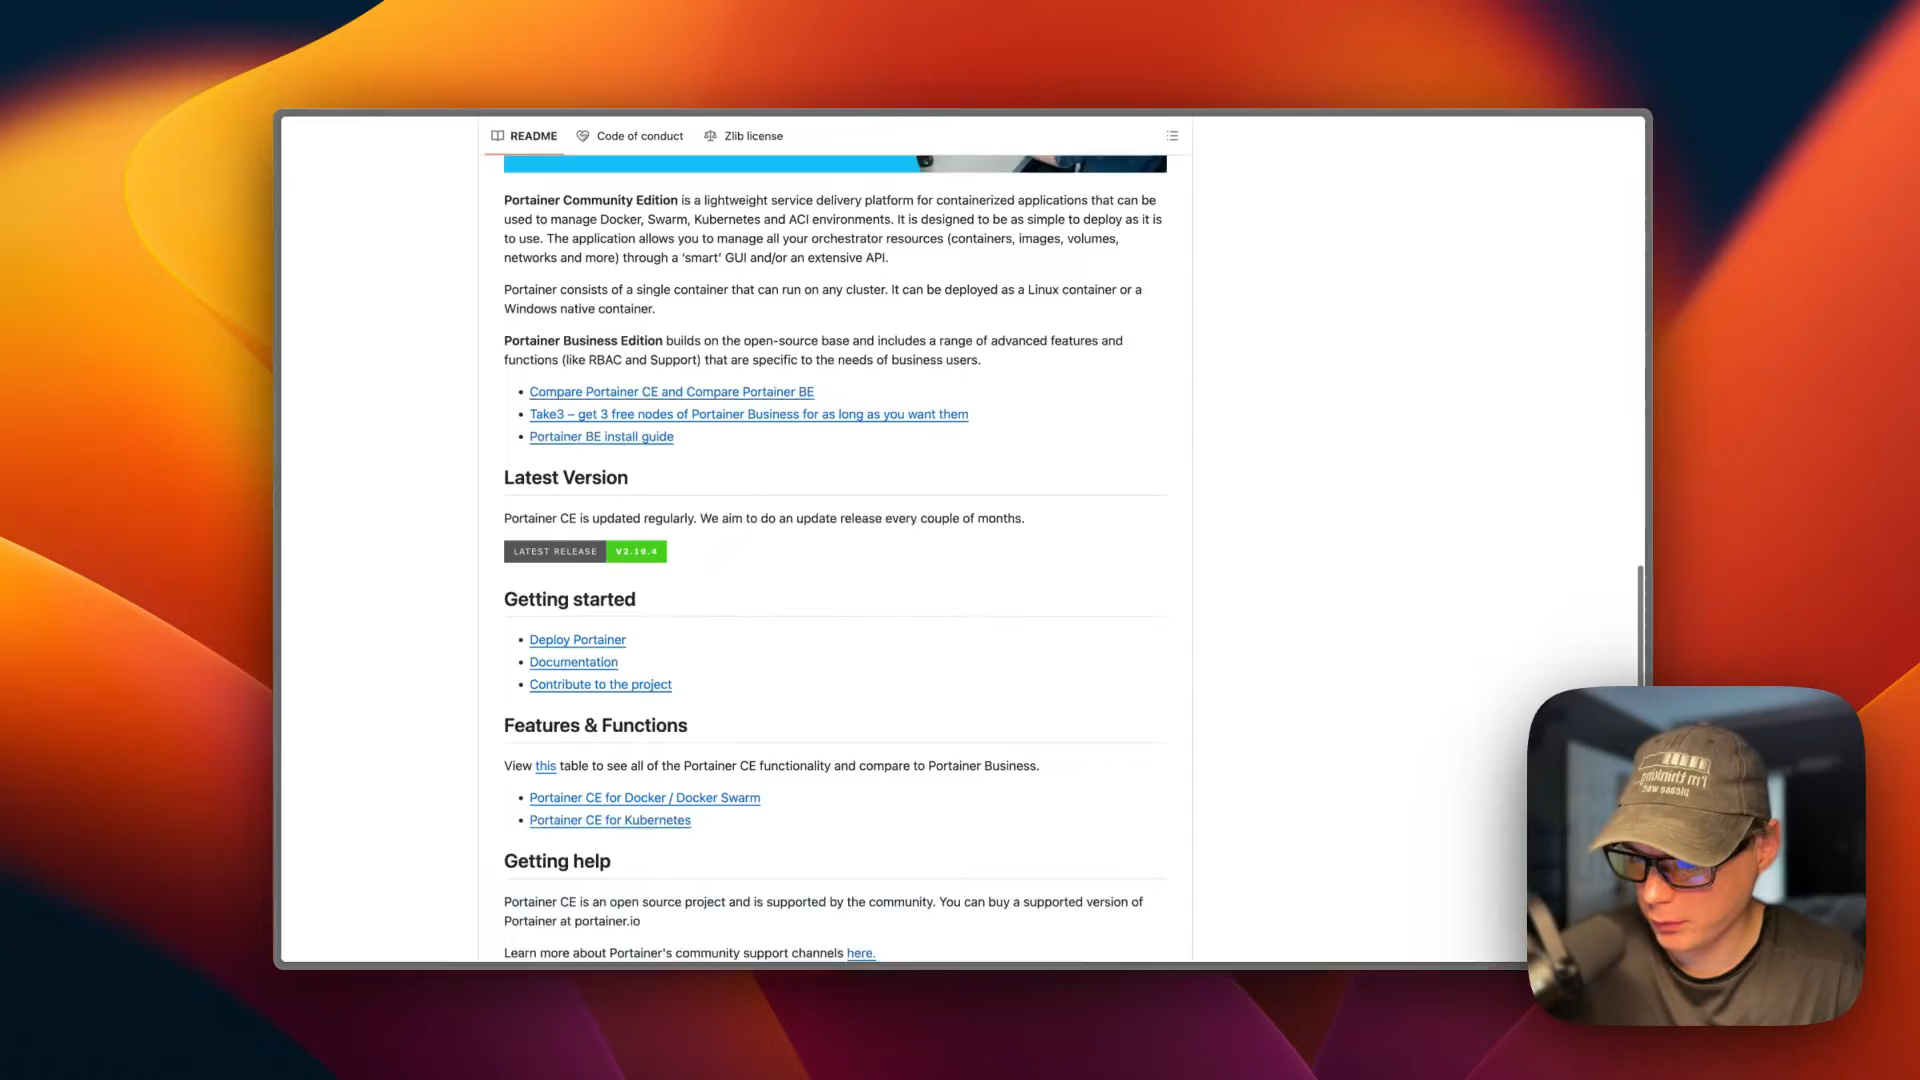 README Code of conduct Zlib license
Portainer Community Edition is a lightweight service delivery platform for containerized applications that can be
used to manage Docker, Swarm, Kubernetes and ACI environments. It is designed to be as simple to deploy as it is
to use. The application allows you to manage all your orchestrator resources (containers, images, volumes,
networks and more) through a ‘smart’ GUI and/or an extensive API.
Portainer consists of a single container that can run on any cluster. It can be deployed as a Linux container or a
Windows native container.
Portainer Business Edition builds on the open-source base and includes a range of advanced features and
functions (like RBAC and Support) that are specific to the needs of business users.
• Compare Portainer CE and Compare Portainer BE
• Take3 – get 3 free nodes of Portainer Business for as long as you want them
• Portainer BE install guide
Latest Version
Portainer CE is updated regularly. We aim to do an update release every couple of months.
LATEST RELEASE V2.19.4
Getting started
• Deploy Portainer
• Documentation
• Contribute to the project
Features & Functions
View this table to see all of the Portainer CE functionality and compare to Portainer Business.
• Portainer CE for Docker / Docker Swarm
• Portainer CE for Kubernetes
Getting help
Portainer CE is an open source project and is supported by the community. You can buy a supported version of
Portainer at portainer.io
Learn more about Portainer's community support channels here.
I'm thinking
please wait